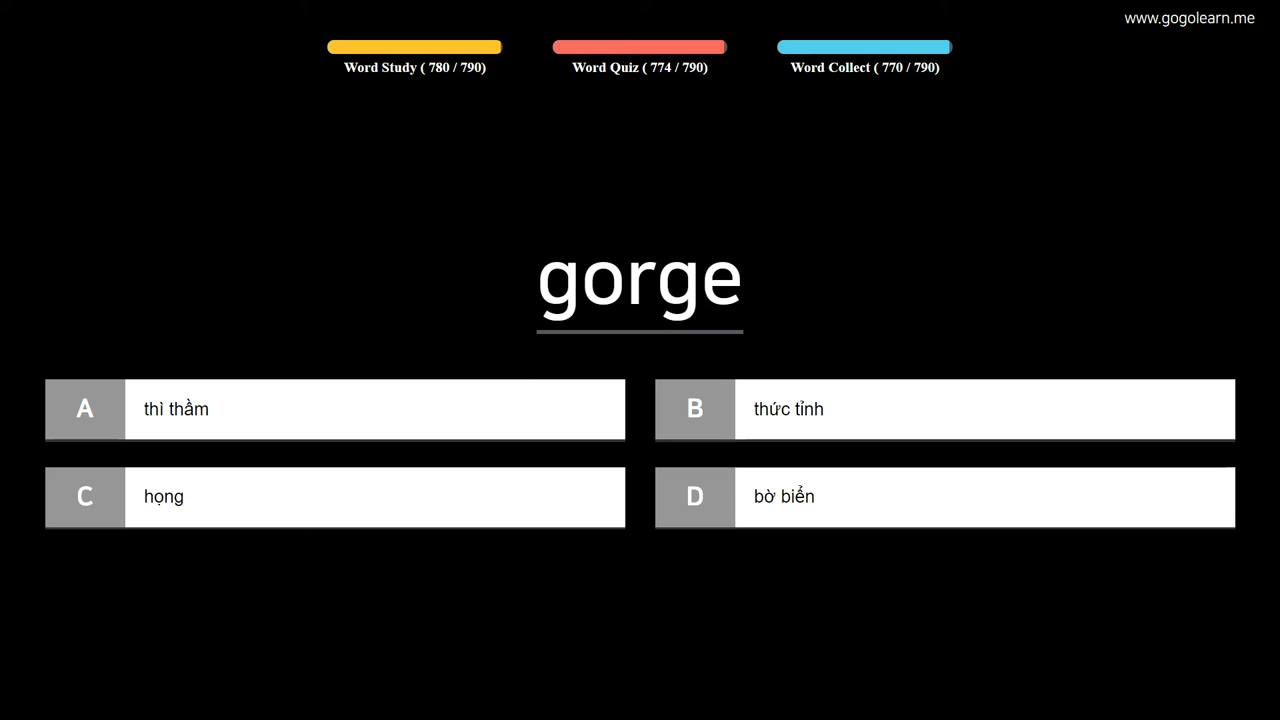 www.gogolearn.me
Word Study ( 780 / 790)
Word Quiz ( 774 / 790)
Word Collect ( 770 / 790)
gorge
A thì thầm
B thức tỉnh
C họng
D bờ biển